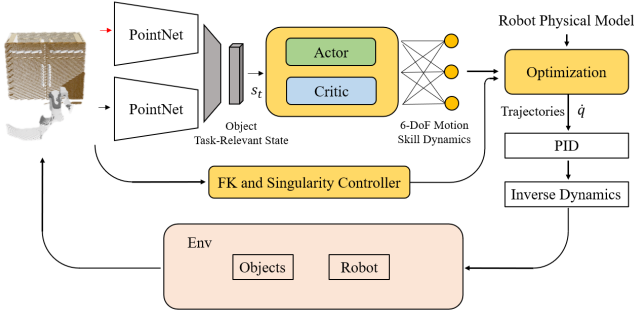 PointNet
PointNet
Object
Task-Relevant State
s_t
Actor
Critic
6-DoF Motion
Skill Dynamics
Robot Physical Model
Optimization
Trajectories q̇
PID
Inverse Dynamics
FK and Singularity Controller
Env
Objects
Robot